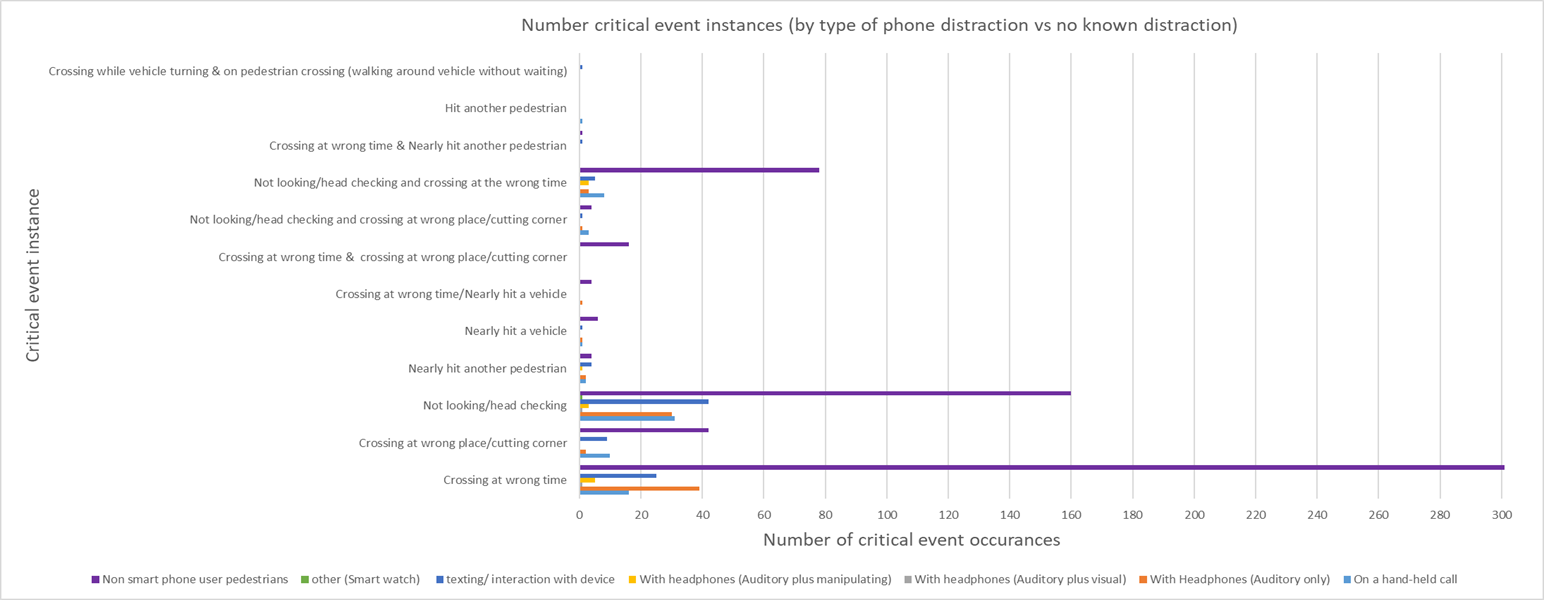 Number critical event instances (by type of phone distraction vs no known distraction)
Critical event instance
Crossing while vehicle turning & on pedestrian crossing (walking around vehicle without waiting)
Hit another pedestrian
Crossing at wrong time & Nearly hit another pedestrian
Not looking/head checking and crossing at the wrong time
Not looking/head checking and crossing at wrong place/cutting corner
Crossing at wrong time &  crossing at wrong place/cutting corner
Crossing at wrong time/Nearly hit a vehicle
Nearly hit a vehicle
Nearly hit another pedestrian
Not looking/head checking
Crossing at wrong place/cutting corner
Crossing at wrong time
0 20 40 60 80 100 120 140 160 180 200 220 240 260 280 300
Number of critical event occurances
Non smart phone user pedestrians other (Smart watch) texting/ interaction with device With headphones (Auditory plus manipulating) With headphones (Auditory plus visual) With Headphones (Auditory only) On a hand-held call